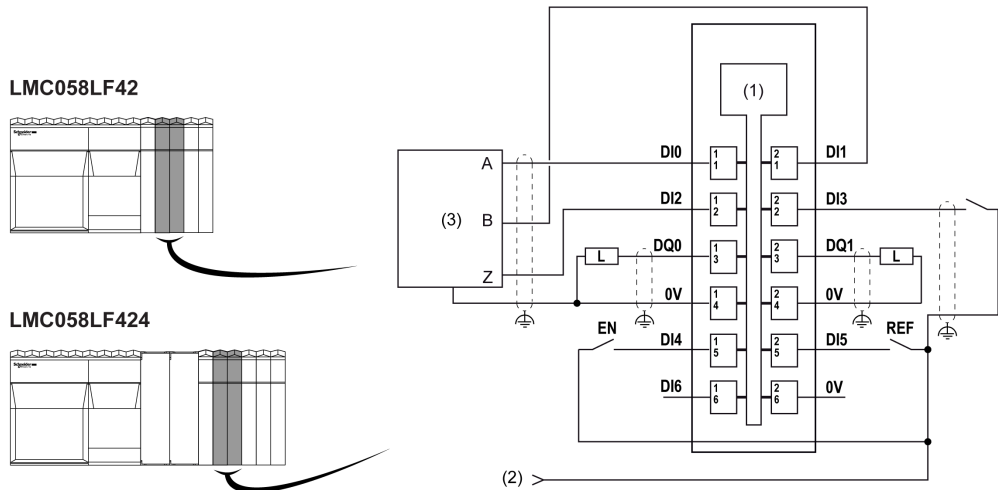 LMC058LF42
Schneider
LMC058LF424
Schneider
(1)
(3)
A
B
Z
DI0
1 1
2 1
DI1
DI2
1 2
2 2
DI3
L
DQ0
1 3
2 3
DQ1
L
0V
1 4
2 4
0V
EN
DI4
1 5
2 5
DI5
REF
DI6
1 6
2 6
0V
(2)